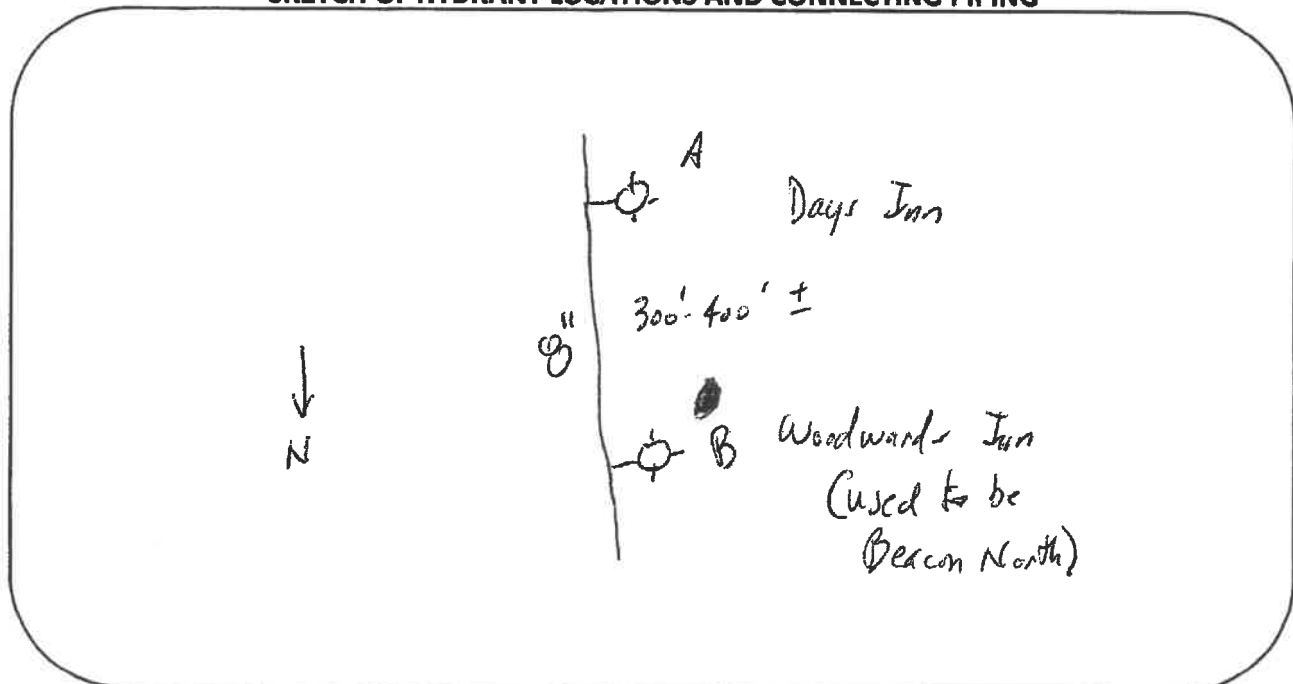 SKETCH OF HYDRANT LOCATIONS AND CONNECTING PIPING
A
Days Inn
300'-400' ±
8"
N
B
Woodwards Inn
(used to be
Beacon North)